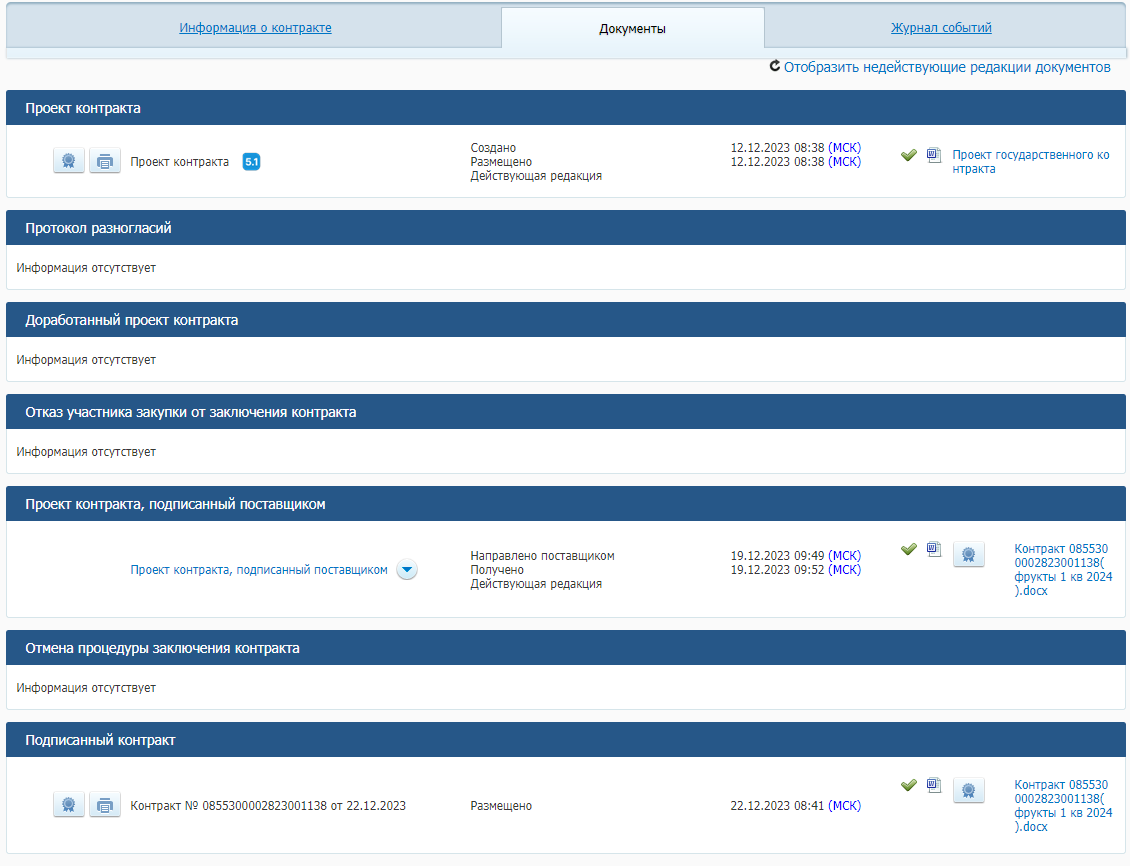 Информация о контракте
Документы
Журнал событий
Отобразить недействующие редакции документов
Проект контракта
Проект контракта 5.1
Создано 12.12.2023 08:38 (МСК)
Размещено 12.12.2023 08:38 (МСК)
Действующая редакция
Проект государственного ко
нтракта
Протокол разногласий
Информация отсутствует
Доработанный проект контракта
Информация отсутствует
Отказ участника закупки от заключения контракта
Информация отсутствует
Проект контракта, подписанный поставщиком
Проект контракта, подписанный поставщиком
Направлено поставщиком 19.12.2023 09:49 (МСК)
Получено 19.12.2023 09:52 (МСК)
Действующая редакция
Контракт 085530
0002823001138(
фрукты 1 кв 2024
).docx
Отмена процедуры заключения контракта
Информация отсутствует
Подписанный контракт
Контракт № 0855300002823001138 от 22.12.2023
Размещено 22.12.2023 08:41 (МСК)
Контракт 085530
0002823001138(
фрукты 1 кв 2024
).docx